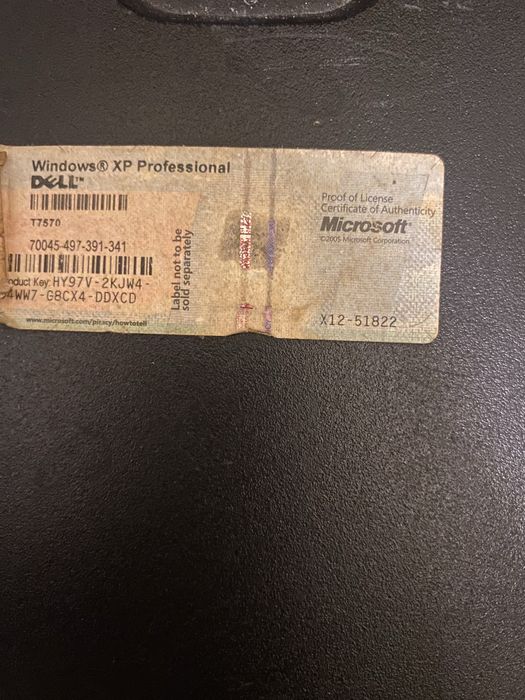 Windows® XP Professional
DELL™
T7570
70045-497-391-341
oduct Key: HY97V-2KJW4-
4WW7-G8CX4-DDXCD
www.microsoft.com/piracy/howtotell
Label not to be
sold separately
Proof of License
Certificate of Authenticity
Microsoft®
©2005 Microsoft Corporation
X12-51822